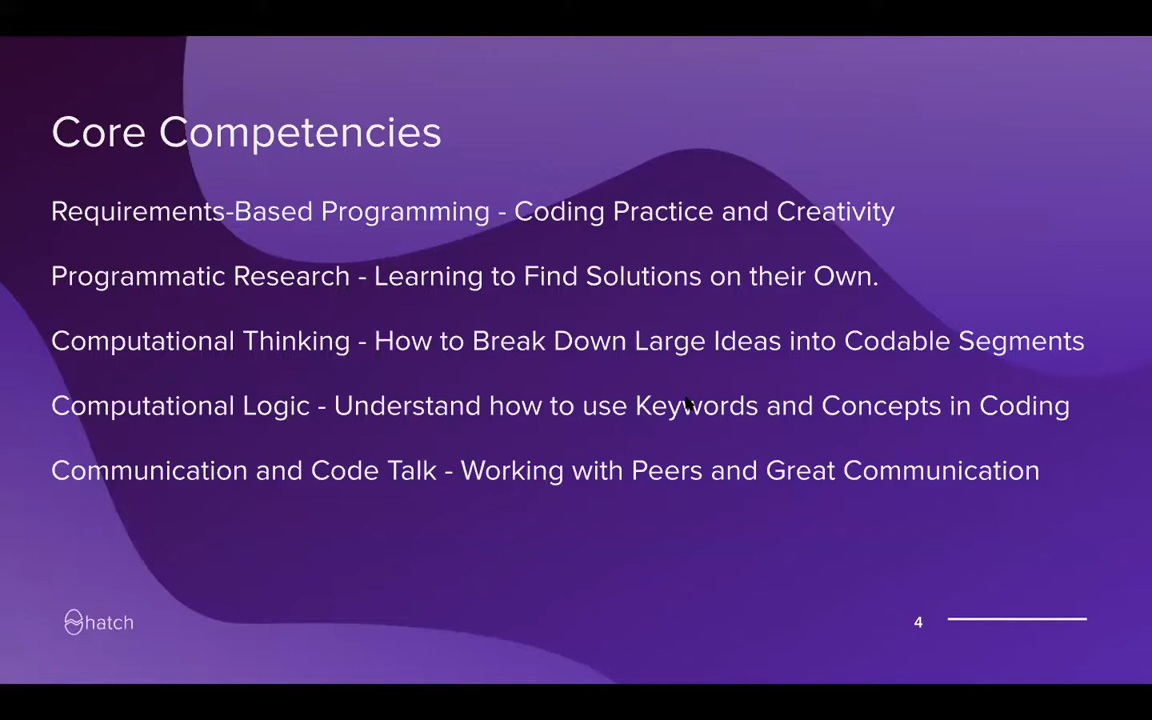 Core Competencies
Requirements-Based Programming - Coding Practice and Creativity
Programmatic Research - Learning to Find Solutions on their Own.
Computational Thinking - How to Break Down Large Ideas into Codable Segments
Computational Logic - Understand how to use Keywords and Concepts in Coding
Communication and Code Talk - Working with Peers and Great Communication
hatch
4